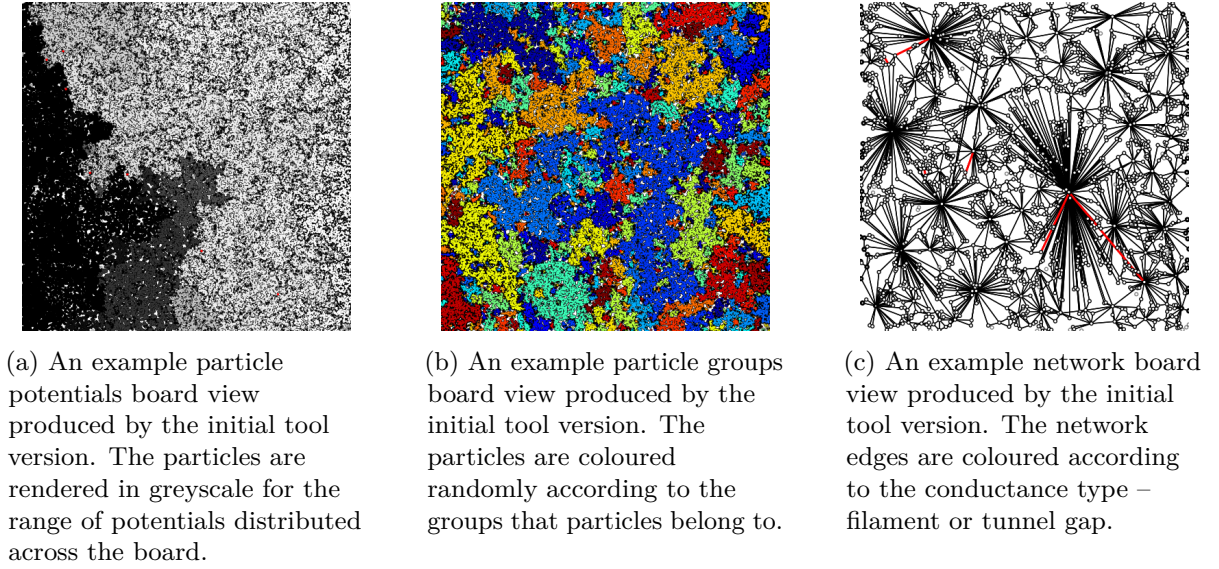 (a) An example particle
potentials board view
produced by the initial tool
version. The particles are
rendered in greyscale for the
range of potentials distributed
across the board.
(b) An example particle groups
board view produced by the
initial tool version. The
particles are coloured
randomly according to the
groups that particles belong to.
(c) An example network board
view produced by the initial
tool version. The network
edges are coloured according
to the conductance type –
filament or tunnel gap.